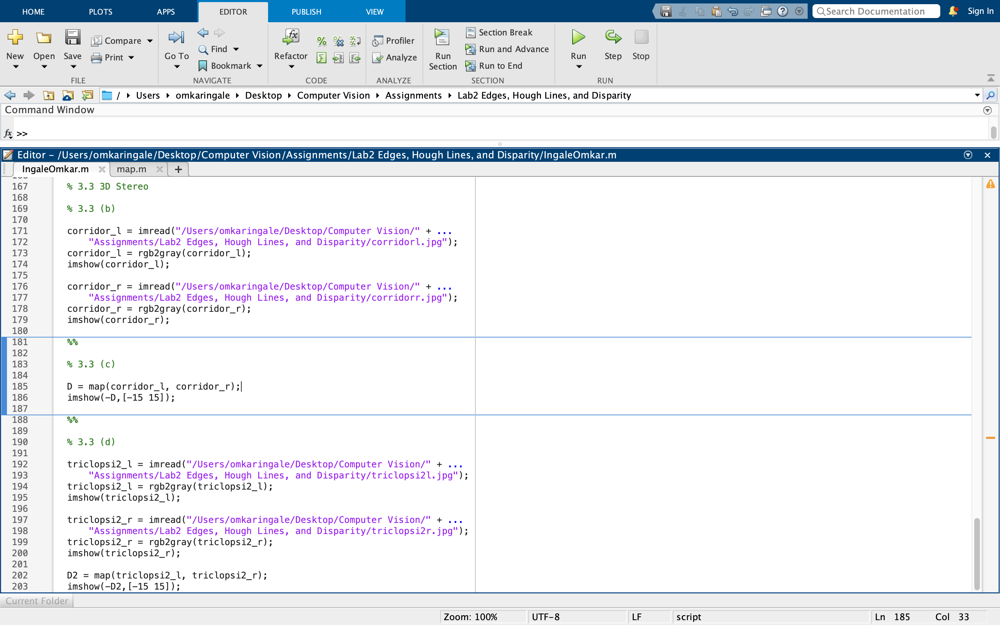 HOME PLOTS APPS EDITOR PUBLISH VIEW Search Documentation Sign In
New Open Save Compare Print FILE
Go To Find Bookmark NAVIGATE
Refactor CODE
Profiler Analyze ANALYZE
Run Section Section Break Run and Advance Run to End SECTION
Run Step Stop RUN
/ Users omkaringale Desktop Computer Vision Assignments Lab2 Edges, Hough Lines, and Disparity
Command Window
fx >>
Editor – /Users/omkaringale/Desktop/Computer Vision/Assignments/Lab2 Edges, Hough Lines, and Disparity/IngaleOmkar.m
IngaleOmkar.m map.m +
167 % 3.3 3D Stereo
168
169 % 3.3 (b)
170
171 corridor_l = imread("/Users/omkaringale/Desktop/Computer Vision/" + ...
172 "Assignments/Lab2 Edges, Hough Lines, and Disparity/corridorl.jpg");
173 corridor_l = rgb2gray(corridor_l);
174 imshow(corridor_l);
175
176 corridor_r = imread("/Users/omkaringale/Desktop/Computer Vision/" + ...
177 "Assignments/Lab2 Edges, Hough Lines, and Disparity/corridorr.jpg");
178 corridor_r = rgb2gray(corridor_r);
179 imshow(corridor_r);
180
181 %%
182
183 % 3.3 (c)
184
185 D = map(corridor_l, corridor_r);
186 imshow(-D,[-15 15]);
187
188 %%
189
190 % 3.3 (d)
191
192 triclopsi2_l = imread("/Users/omkaringale/Desktop/Computer Vision/" + ...
193 "Assignments/Lab2 Edges, Hough Lines, and Disparity/triclopsi2l.jpg");
194 triclopsi2_l = rgb2gray(triclopsi2_l);
195 imshow(triclopsi2_l);
196
197 triclopsi2_r = imread("/Users/omkaringale/Desktop/Computer Vision/" + ...
198 "Assignments/Lab2 Edges, Hough Lines, and Disparity/triclopsi2r.jpg");
199 triclopsi2_r = rgb2gray(triclopsi2_r);
200 imshow(triclopsi2_r);
201
202 D2 = map(triclopsi2_l, triclopsi2_r);
203 imshow(-D2,[-15 15]);
Current Folder
Zoom: 100% UTF-8 LF script Ln 185 Col 33